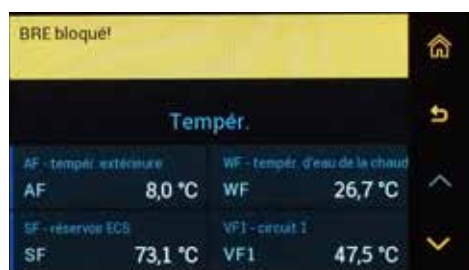 BRE bloqué!
Tempér.
AF - tempér. extérieure
WF - tempér. d'eau de la chaud
AF 8,0 °C
WF 26,7 °C
SF - réservoir ECS
VF1 - circuit 1
SF 73,1 °C
VF1 47,5 °C